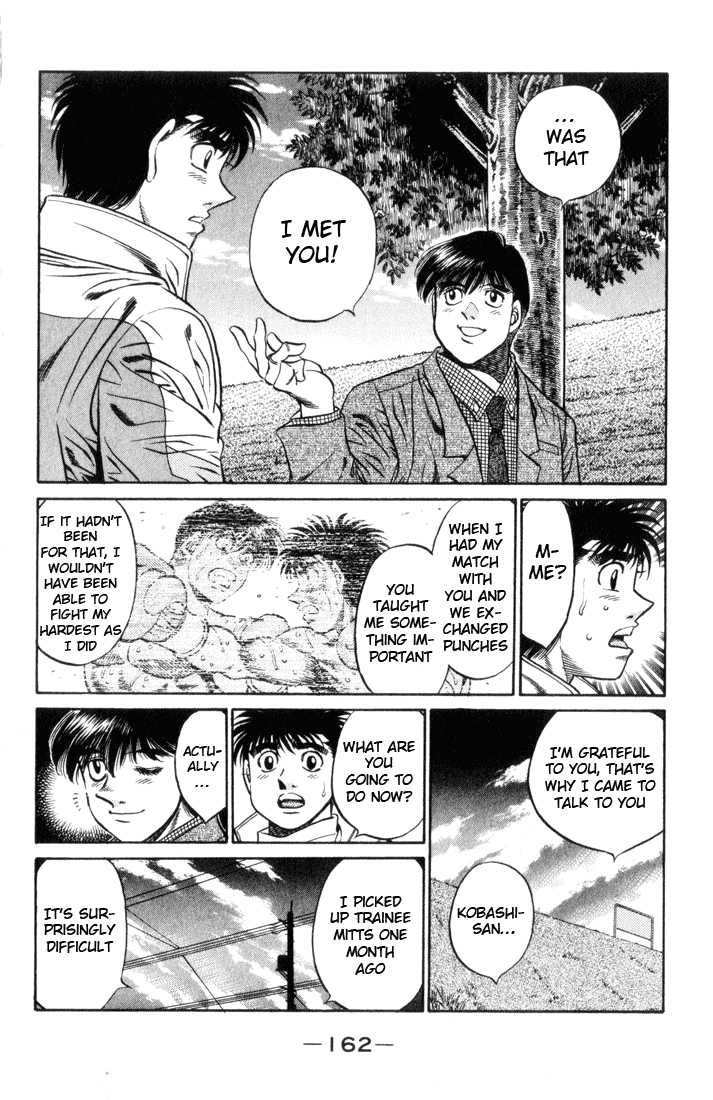 ...
WAS
THAT
I MET
YOU!
M-
ME?
WHEN I
HAD MY
MATCH
WITH
YOU AND
WE EX-
CHANGED
PUNCHES
YOU
TAUGHT
ME SOME-
THING IM-
PORTANT
IF IT HADN'T
BEEN
FOR THAT, I
WOULDN'T
HAVE BEEN
ABLE TO
FIGHT MY
HARDEST AS
I DID
I'M GRATEFUL
TO YOU, THAT'S
WHY I CAME TO
TALK TO YOU
KOBASHI-
SAN...
WHAT ARE
YOU
GOING TO
DO NOW?
ACTU-
ALLY
...
I PICKED
UP TRAINEE
MITTS ONE
MONTH
AGO
IT'S SUR-
PRISINGLY
DIFFICULT
—162—